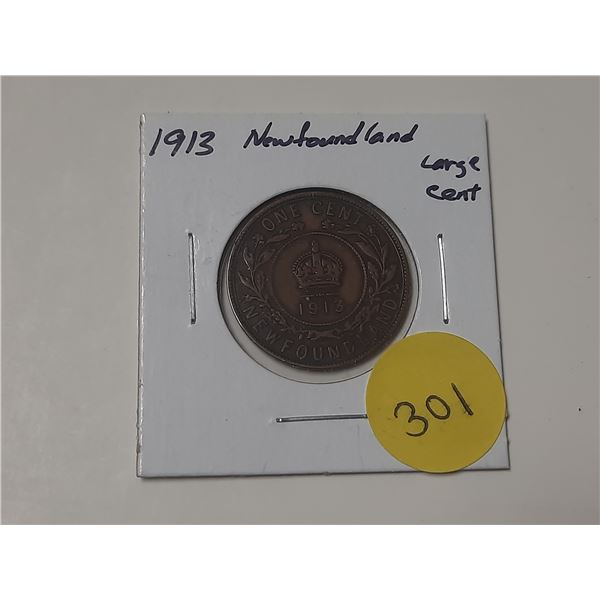 1913 Newfoundland
Large
cent
ONE CENT
1913
NEWFOUNDLAND
301